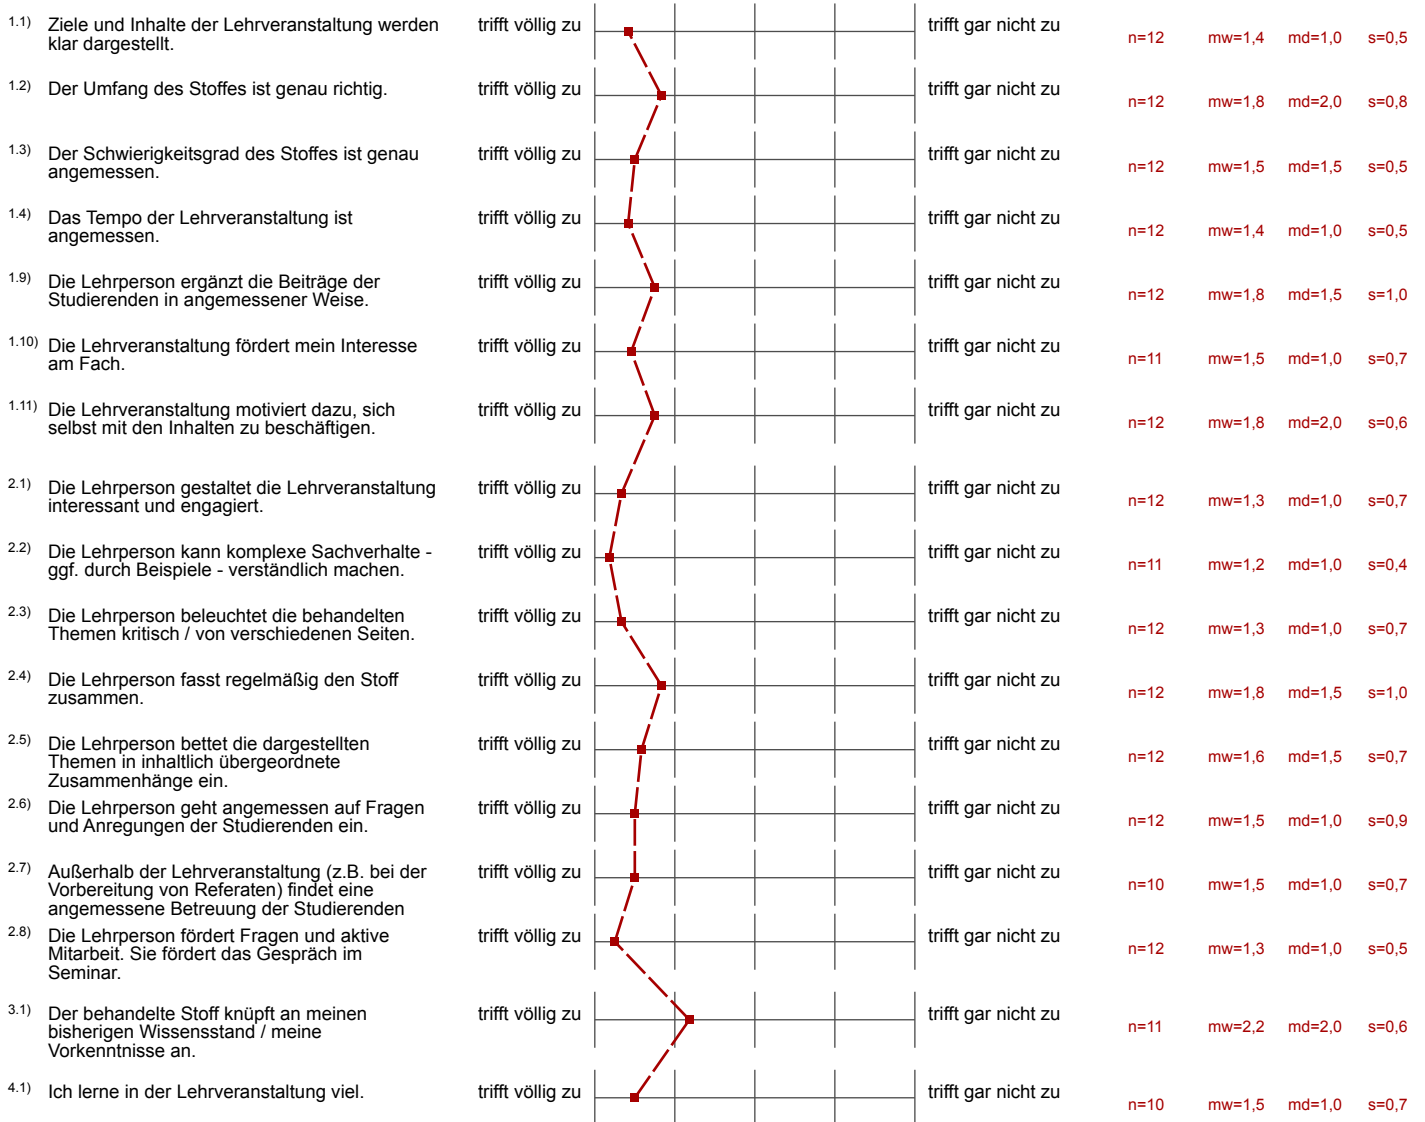 1.1) Ziele und Inhalte der Lehrveranstaltung werden trifft völlig zu trifft gar nicht zu
klar dargestellt. n=12 mw=1,4 md=1,0 s=0,5
1.2) Der Umfang des Stoffes ist genau richtig. trifft völlig zu trifft gar nicht zu
n=12 mw=1,8 md=2,0 s=0,8
1.3) Der Schwierigkeitsgrad des Stoffes ist genau trifft völlig zu trifft gar nicht zu
angemessen. n=12 mw=1,5 md=1,5 s=0,5
1.4) Das Tempo der Lehrveranstaltung ist trifft völlig zu trifft gar nicht zu
angemessen. n=12 mw=1,4 md=1,0 s=0,5
1.9) Die Lehrperson ergänzt die Beiträge der trifft völlig zu trifft gar nicht zu
Studierenden in angemessener Weise. n=12 mw=1,8 md=1,5 s=1,0
1.10) Die Lehrveranstaltung fördert mein Interesse trifft völlig zu trifft gar nicht zu
am Fach. n=11 mw=1,5 md=1,0 s=0,7
1.11) Die Lehrveranstaltung motiviert dazu, sich trifft völlig zu trifft gar nicht zu
selbst mit den Inhalten zu beschäftigen. n=12 mw=1,8 md=2,0 s=0,6
2.1) Die Lehrperson gestaltet die Lehrveranstaltung trifft völlig zu trifft gar nicht zu
interessant und engagiert. n=12 mw=1,3 md=1,0 s=0,7
2.2) Die Lehrperson kann komplexe Sachverhalte - trifft völlig zu trifft gar nicht zu
ggf. durch Beispiele - verständlich machen. n=11 mw=1,2 md=1,0 s=0,4
2.3) Die Lehrperson beleuchtet die behandelten trifft völlig zu trifft gar nicht zu
Themen kritisch / von verschiedenen Seiten. n=12 mw=1,3 md=1,0 s=0,7
2.4) Die Lehrperson fasst regelmäßig den Stoff trifft völlig zu trifft gar nicht zu
zusammen. n=12 mw=1,8 md=1,5 s=1,0
2.5) Die Lehrperson bettet die dargestellten trifft völlig zu trifft gar nicht zu
Themen in inhaltlich übergeordnete n=12 mw=1,6 md=1,5 s=0,7
Zusammenhänge ein.
2.6) Die Lehrperson geht angemessen auf Fragen trifft völlig zu trifft gar nicht zu
und Anregungen der Studierenden ein. n=12 mw=1,5 md=1,0 s=0,9
2.7) Außerhalb der Lehrveranstaltung (z.B. bei der trifft völlig zu trifft gar nicht zu
Vorbereitung von Referaten) findet eine n=10 mw=1,5 md=1,0 s=0,7
angemessene Betreuung der Studierenden
2.8) Die Lehrperson fördert Fragen und aktive trifft völlig zu trifft gar nicht zu
Mitarbeit. Sie fördert das Gespräch im n=12 mw=1,3 md=1,0 s=0,5
Seminar.
3.1) Der behandelte Stoff knüpft an meinen trifft völlig zu trifft gar nicht zu
bisherigen Wissensstand / meine n=11 mw=2,2 md=2,0 s=0,6
Vorkenntnisse an.
4.1) Ich lerne in der Lehrveranstaltung viel. trifft völlig zu trifft gar nicht zu
n=10 mw=1,5 md=1,0 s=0,7